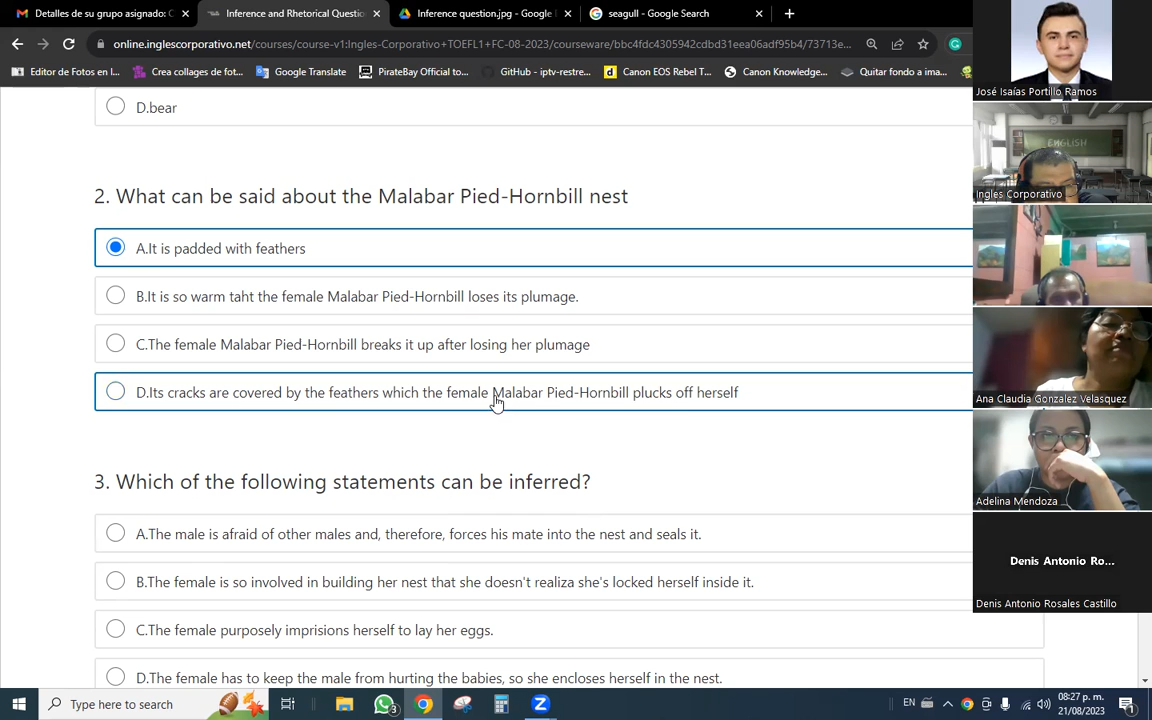 Detalles de su grupo asignado: C
Inference and Rhetorical Questio
Inference question.jpg - Google
seagull - Google Search
online.inglescorporativo.net/courses/course-v1:Ingles-Corporativo+TOEFL1+FC-08-2023/courseware/bbc4fdc4305942cdbd31eea06adf95b4/73713e...
Editor de Fotos en l...
Crea collages de fot...
Google Translate
PirateBay Official to...
GitHub - iptv-restre...
Canon EOS Rebel T...
Canon Knowledge...
Quitar fondo a ima...
D.bear
2. What can be said about the Malabar Pied-Hornbill nest
A.It is padded with feathers
B.It is so warm taht the female Malabar Pied-Hornbill loses its plumage.
C.The female Malabar Pied-Hornbill breaks it up after losing her plumage
D.Its cracks are covered by the feathers which the female Malabar Pied-Hornbill plucks off herself
3. Which of the following statements can be inferred?
A.The male is afraid of other males and, therefore, forces his mate into the nest and seals it.
B.The female is so involved in building her nest that she doesn't realiza she's locked herself inside it.
C.The female purposely imprisions herself to lay her eggs.
D.The female has to keep the male from hurting the babies, so she encloses herself in the nest.
José Isaías Portillo Ramos
ENGLISH
Ingles Corporativo
Ana Claudia Gonzalez Velasquez
Adelina Mendoza
Denis Antonio Ro...
Denis Antonio Rosales Castillo
Type here to search
3
EN
08:27 p. m.
21/08/2023
1